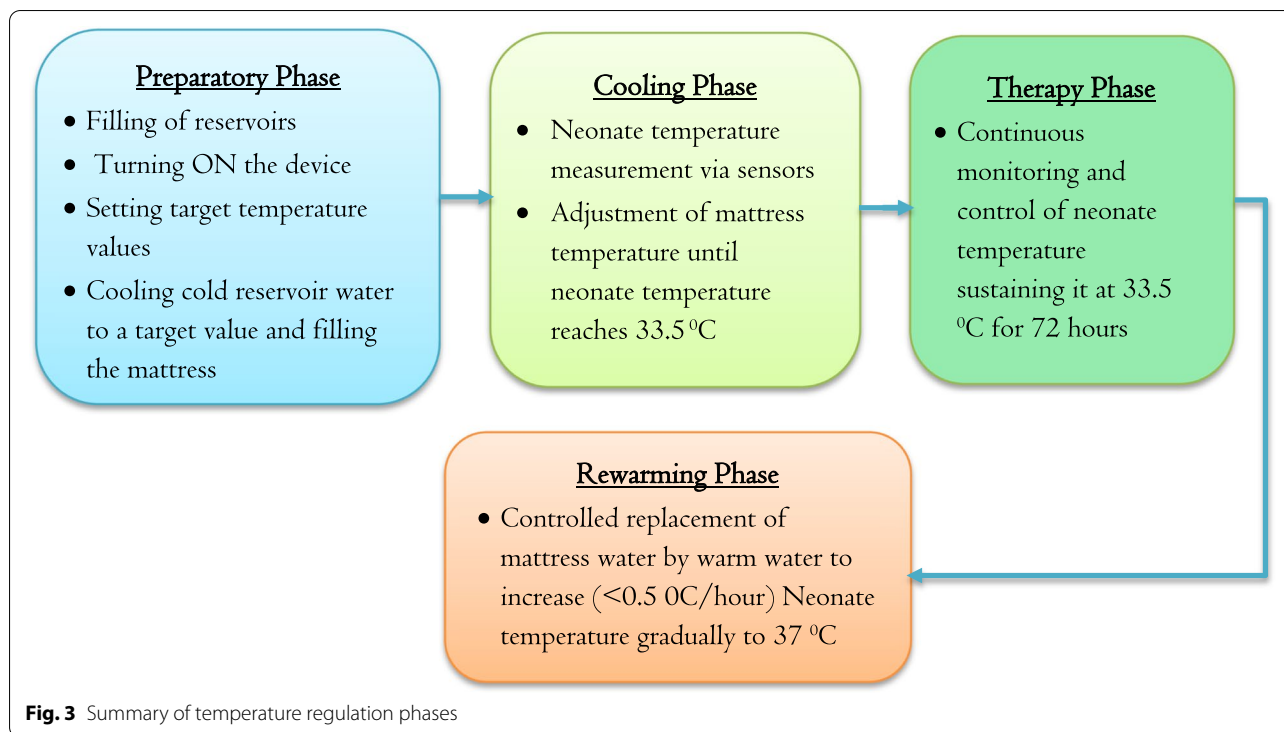 Preparatory Phase
• Filling of reservoirs
• Turning ON the device
• Setting target temperature
values
• Cooling cold reservoir water
to a target value and filling
the mattress
Cooling Phase
• Neonate temperature
measurement via sensors
• Adjustment of mattress
temperature until
neonate temperature
reaches 33.5 ⁰C
Therapy Phase
• Continuous
monitoring and
control of neonate
temperature
sustaining it at 33.5
⁰C for 72 hours
Rewarming Phase
• Controlled replacement of
mattress water by warm water to
increase (<0.5 0C/hour) Neonate
temperature gradually to 37 ⁰C
Fig. 3 Summary of temperature regulation phases